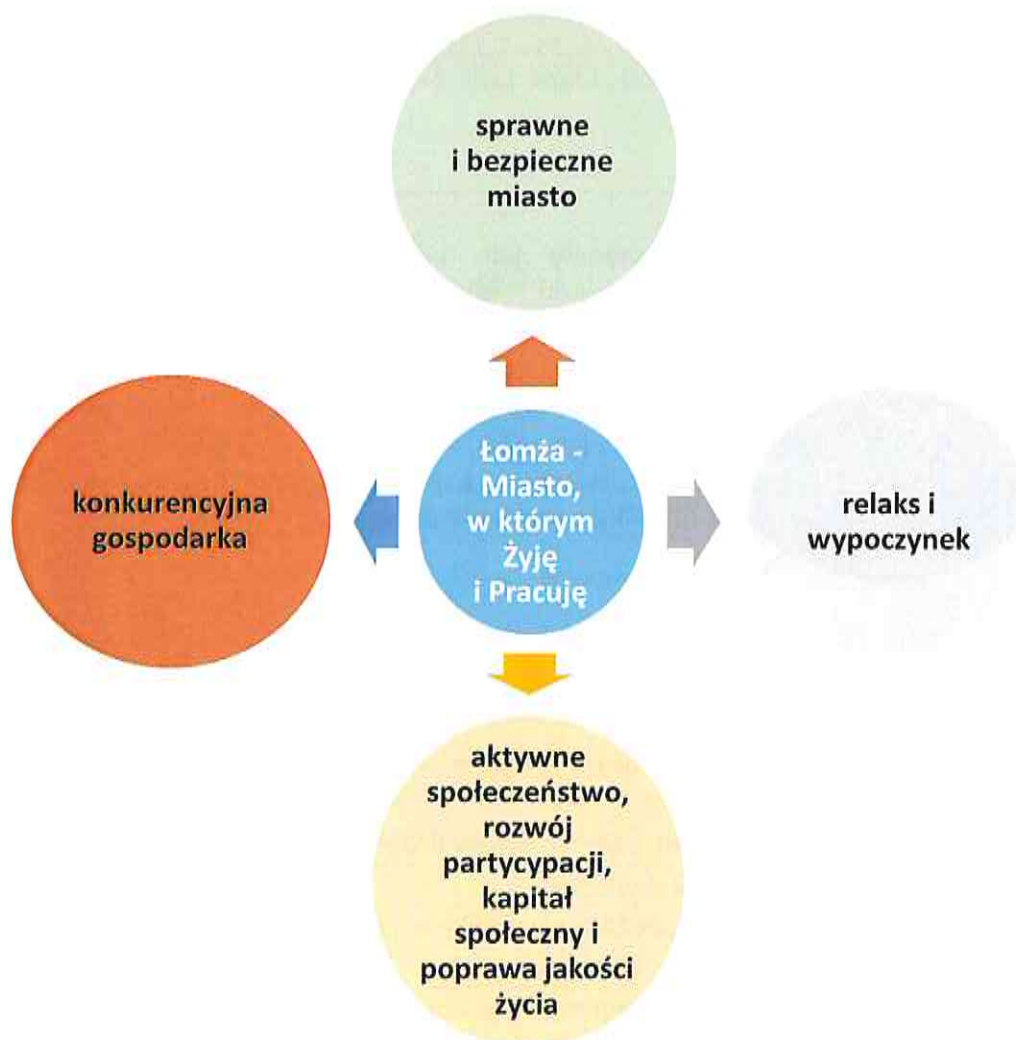 sprawne
i bezpieczne
miasto
konkurencyjna
gospodarka
Łomża -
Miasto,
w którym
Żyję
i Pracuję
relaks i
wypoczynek
aktywne
społeczeństwo,
rozwój
partycypacji,
kapitał
społeczny i
poprawa jakości
życia